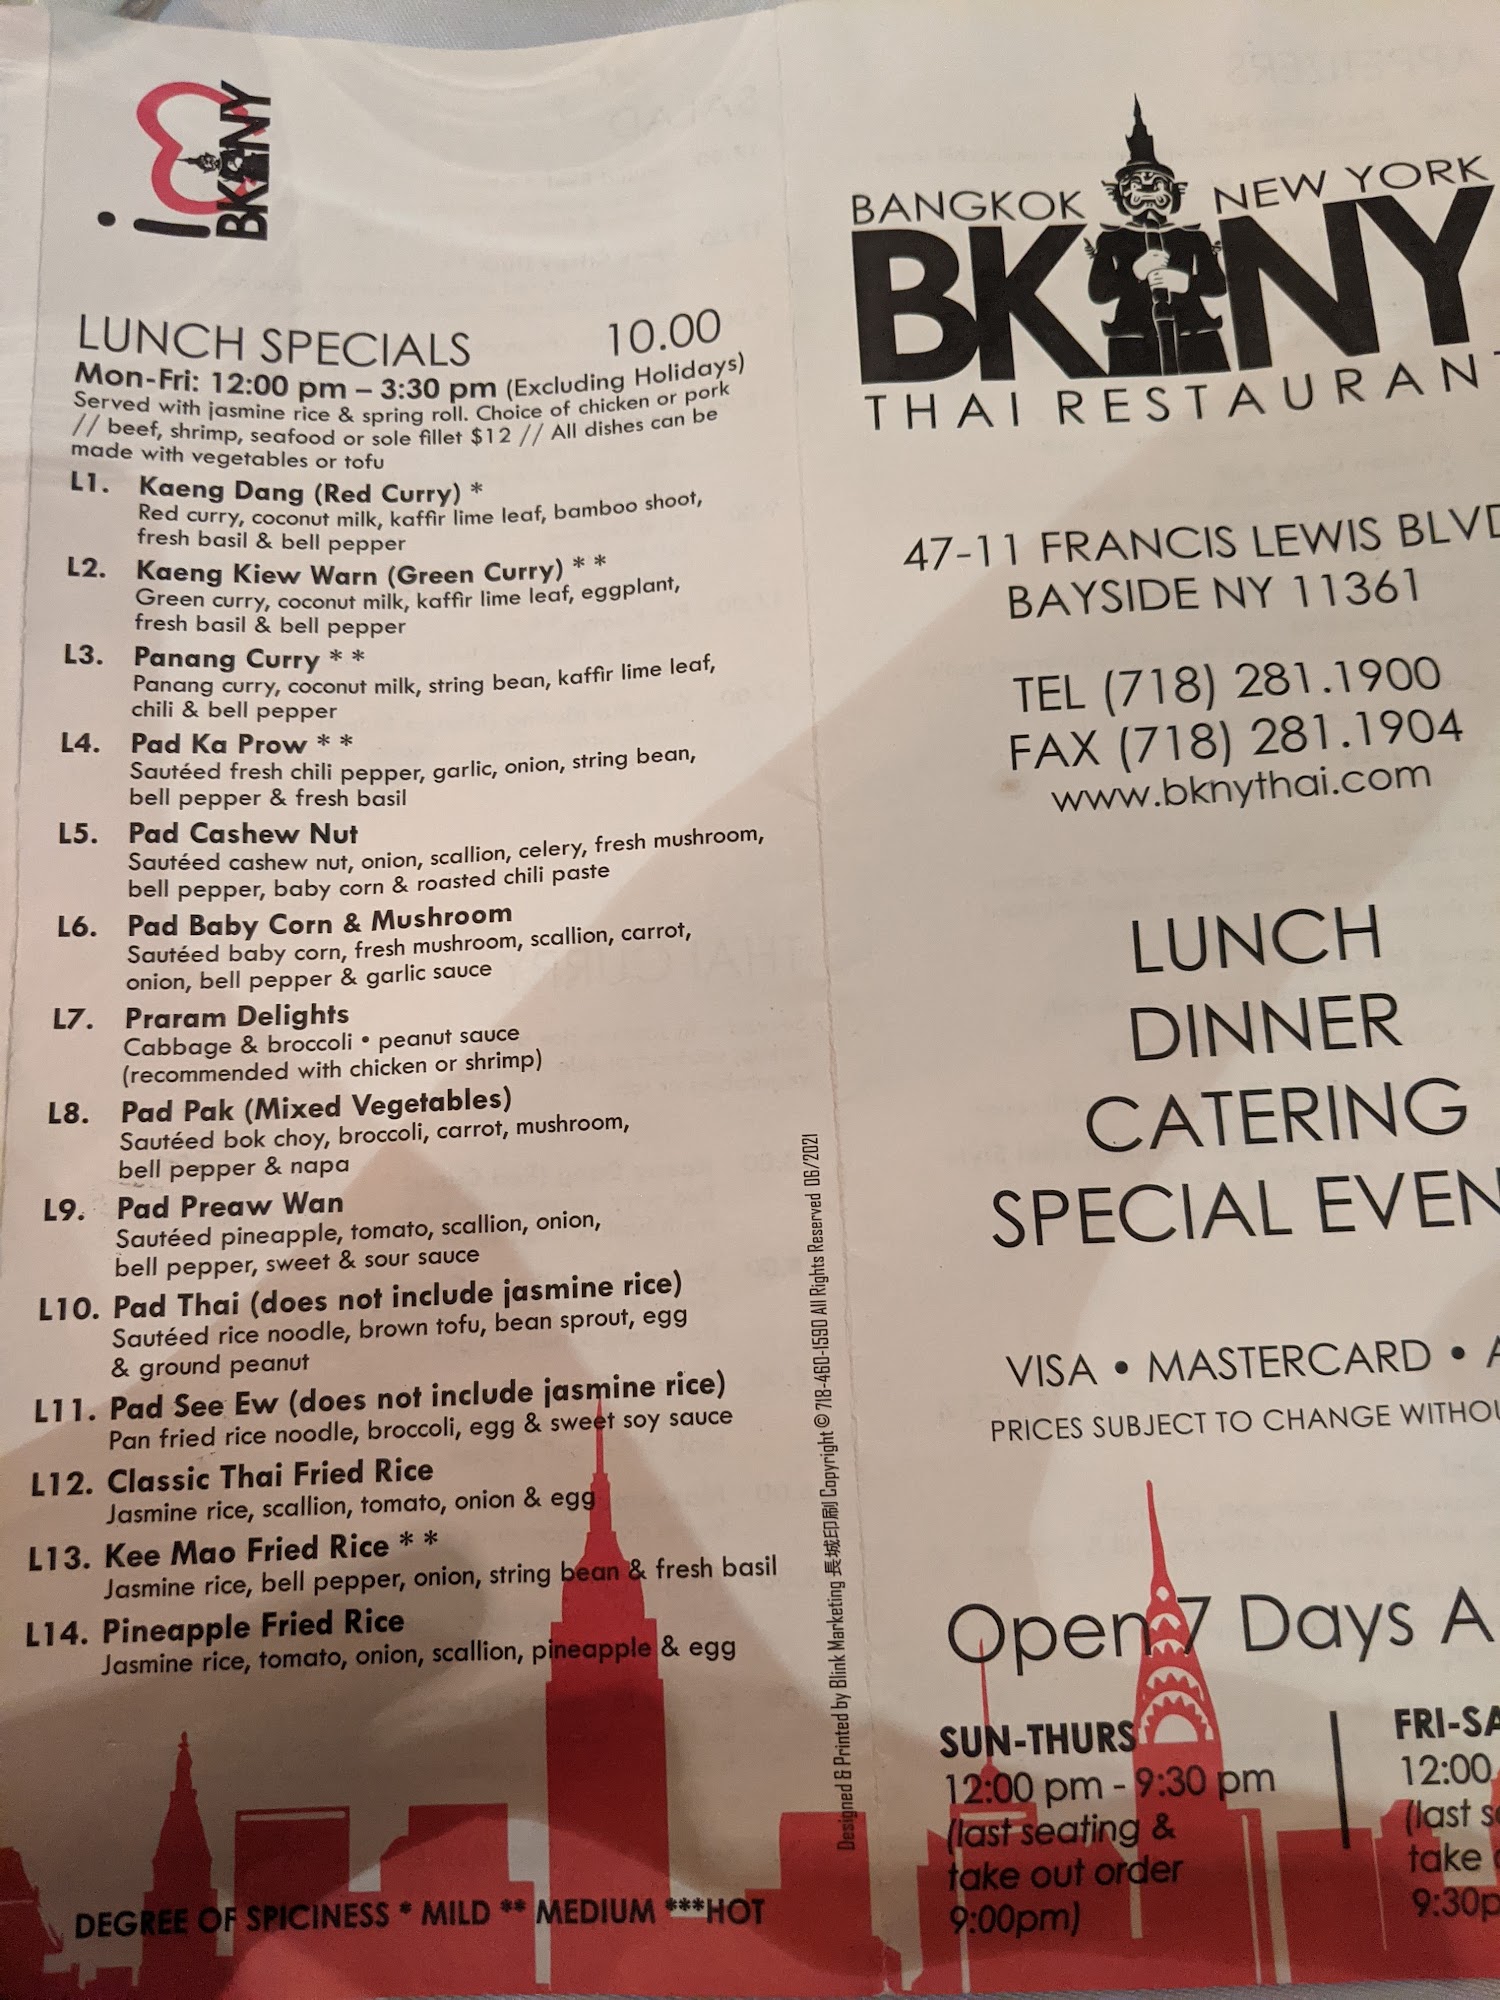 i BKNY
LUNCH SPECIALS 10.00
Mon-Fri: 12:00 pm – 3:30 pm (Excluding Holidays)
Served with jasmine rice & spring roll. Choice of chicken or pork
// beef, shrimp, seafood or sole fillet $12 // All dishes can be
made with vegetables or tofu
L1. Kaeng Dang (Red Curry) *
Red curry, coconut milk, kaffir lime leaf, bamboo shoot,
fresh basil & bell pepper
L2. Kaeng Kiew Warn (Green Curry) * *
Green curry, coconut milk, kaffir lime leaf, eggplant,
fresh basil & bell pepper
L3. Panang Curry * *
Panang curry, coconut milk, string bean, kaffir lime leaf,
chili & bell pepper
L4. Pad Ka Prow * *
Sautéed fresh chili pepper, garlic, onion, string bean,
bell pepper & fresh basil
L5. Pad Cashew Nut
Sautéed cashew nut, onion, scallion, celery, fresh mushroom,
bell pepper, baby corn & roasted chili paste
L6. Pad Baby Corn & Mushroom
Sautéed baby corn, fresh mushroom, scallion, carrot,
onion, bell pepper & garlic sauce
L7. Praram Delights
Cabbage & broccoli • peanut sauce
(recommended with chicken or shrimp)
L8. Pad Pak (Mixed Vegetables)
Sautéed bok choy, broccoli, carrot, mushroom,
bell pepper & napa
L9. Pad Preaw Wan
Sautéed pineapple, tomato, scallion, onion,
bell pepper, sweet & sour sauce
L10. Pad Thai (does not include jasmine rice)
Sautéed rice noodle, brown tofu, bean sprout, egg
& ground peanut
L11. Pad See Ew (does not include jasmine rice)
Pan fried rice noodle, broccoli, egg & sweet soy sauce
L12. Classic Thai Fried Rice
Jasmine rice, scallion, tomato, onion & egg
L13. Kee Mao Fried Rice * *
Jasmine rice, bell pepper, onion, string bean & fresh basil
L14. Pineapple Fried Rice
Jasmine rice, tomato, onion, scallion, pineapple & egg
DEGREE OF SPICINESS * MILD ** MEDIUM ***HOT
Designed & Printed by Blink Marketing 長城印刷 Copyright © 718-460-1590 All Rights Reserved 06/2021
BANGKOK NEW YORK
BKNY
THAI RESTAURANT
47-11 FRANCIS LEWIS BLVD
BAYSIDE NY 11361
TEL (718) 281.1900
FAX (718) 281.1904
www.bknythai.com
LUNCH
DINNER
CATERING
SPECIAL EVEN
VISA • MASTERCARD • A
PRICES SUBJECT TO CHANGE WITHOU
Open 7 Days A
SUN-THURS
12:00 pm - 9:30 pm
(last seating &
take out order
9:00pm)
FRI-SA
12:00
(last s
take
9:30p